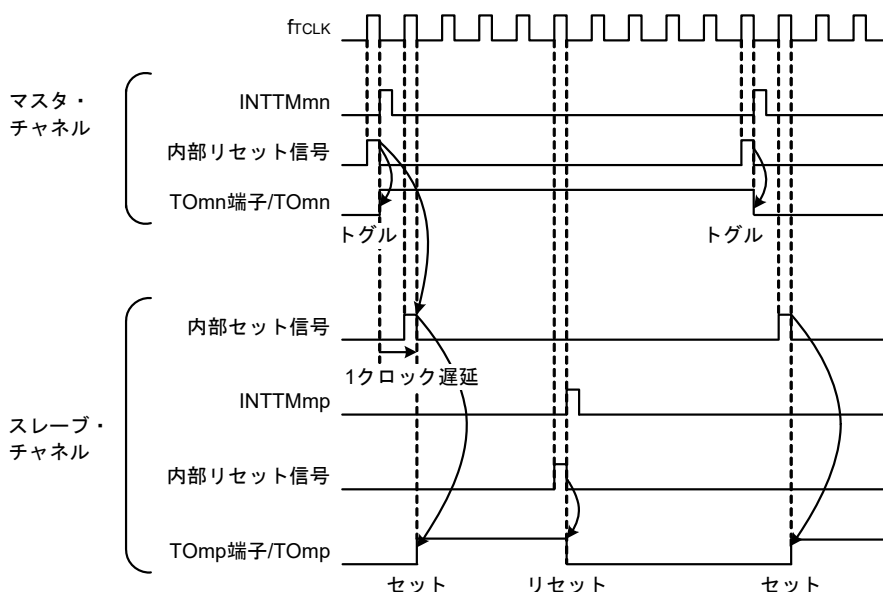 fTCLK
マスタ・
チャネル
INTTMmn
内部リセット信号
TOmn端子/TOmn
トグル
トグル
スレーブ・
チャネル
内部セット信号
1クロック遅延
INTTMmp
内部リセット信号
TOmp端子/TOmp
セット
リセット
セット